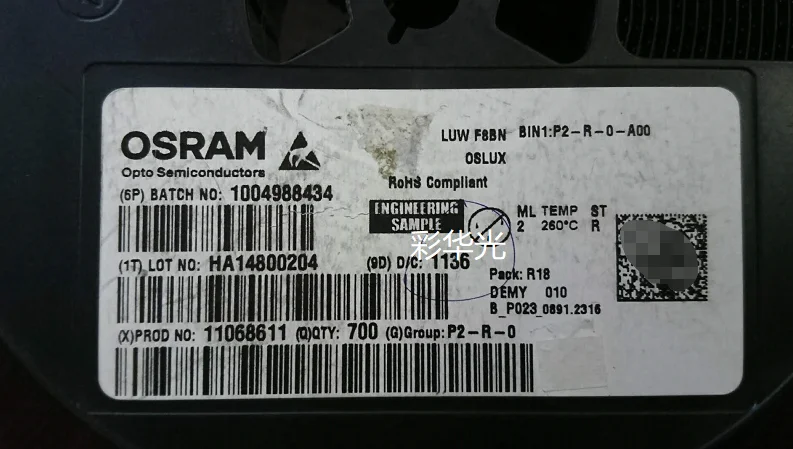 OSRAM
Opto Semiconductors
LUW F8BN BIN1:P2-R-0-A00
OSLUX
RoHS Compliant
(6P) BATCH NO: 1004988434
ENGINEERING
SAMPLE
ML TEMP ST
2 260°C R
彩华光
(1T) LOT NO: HA14800204 (9D) D/C: 1136
Pack: R18
DEMY 010
B_P023_0891.2316
(X)PROD NO: 11068611 (Q)QTY: 700 (G)Group: P2-R-0